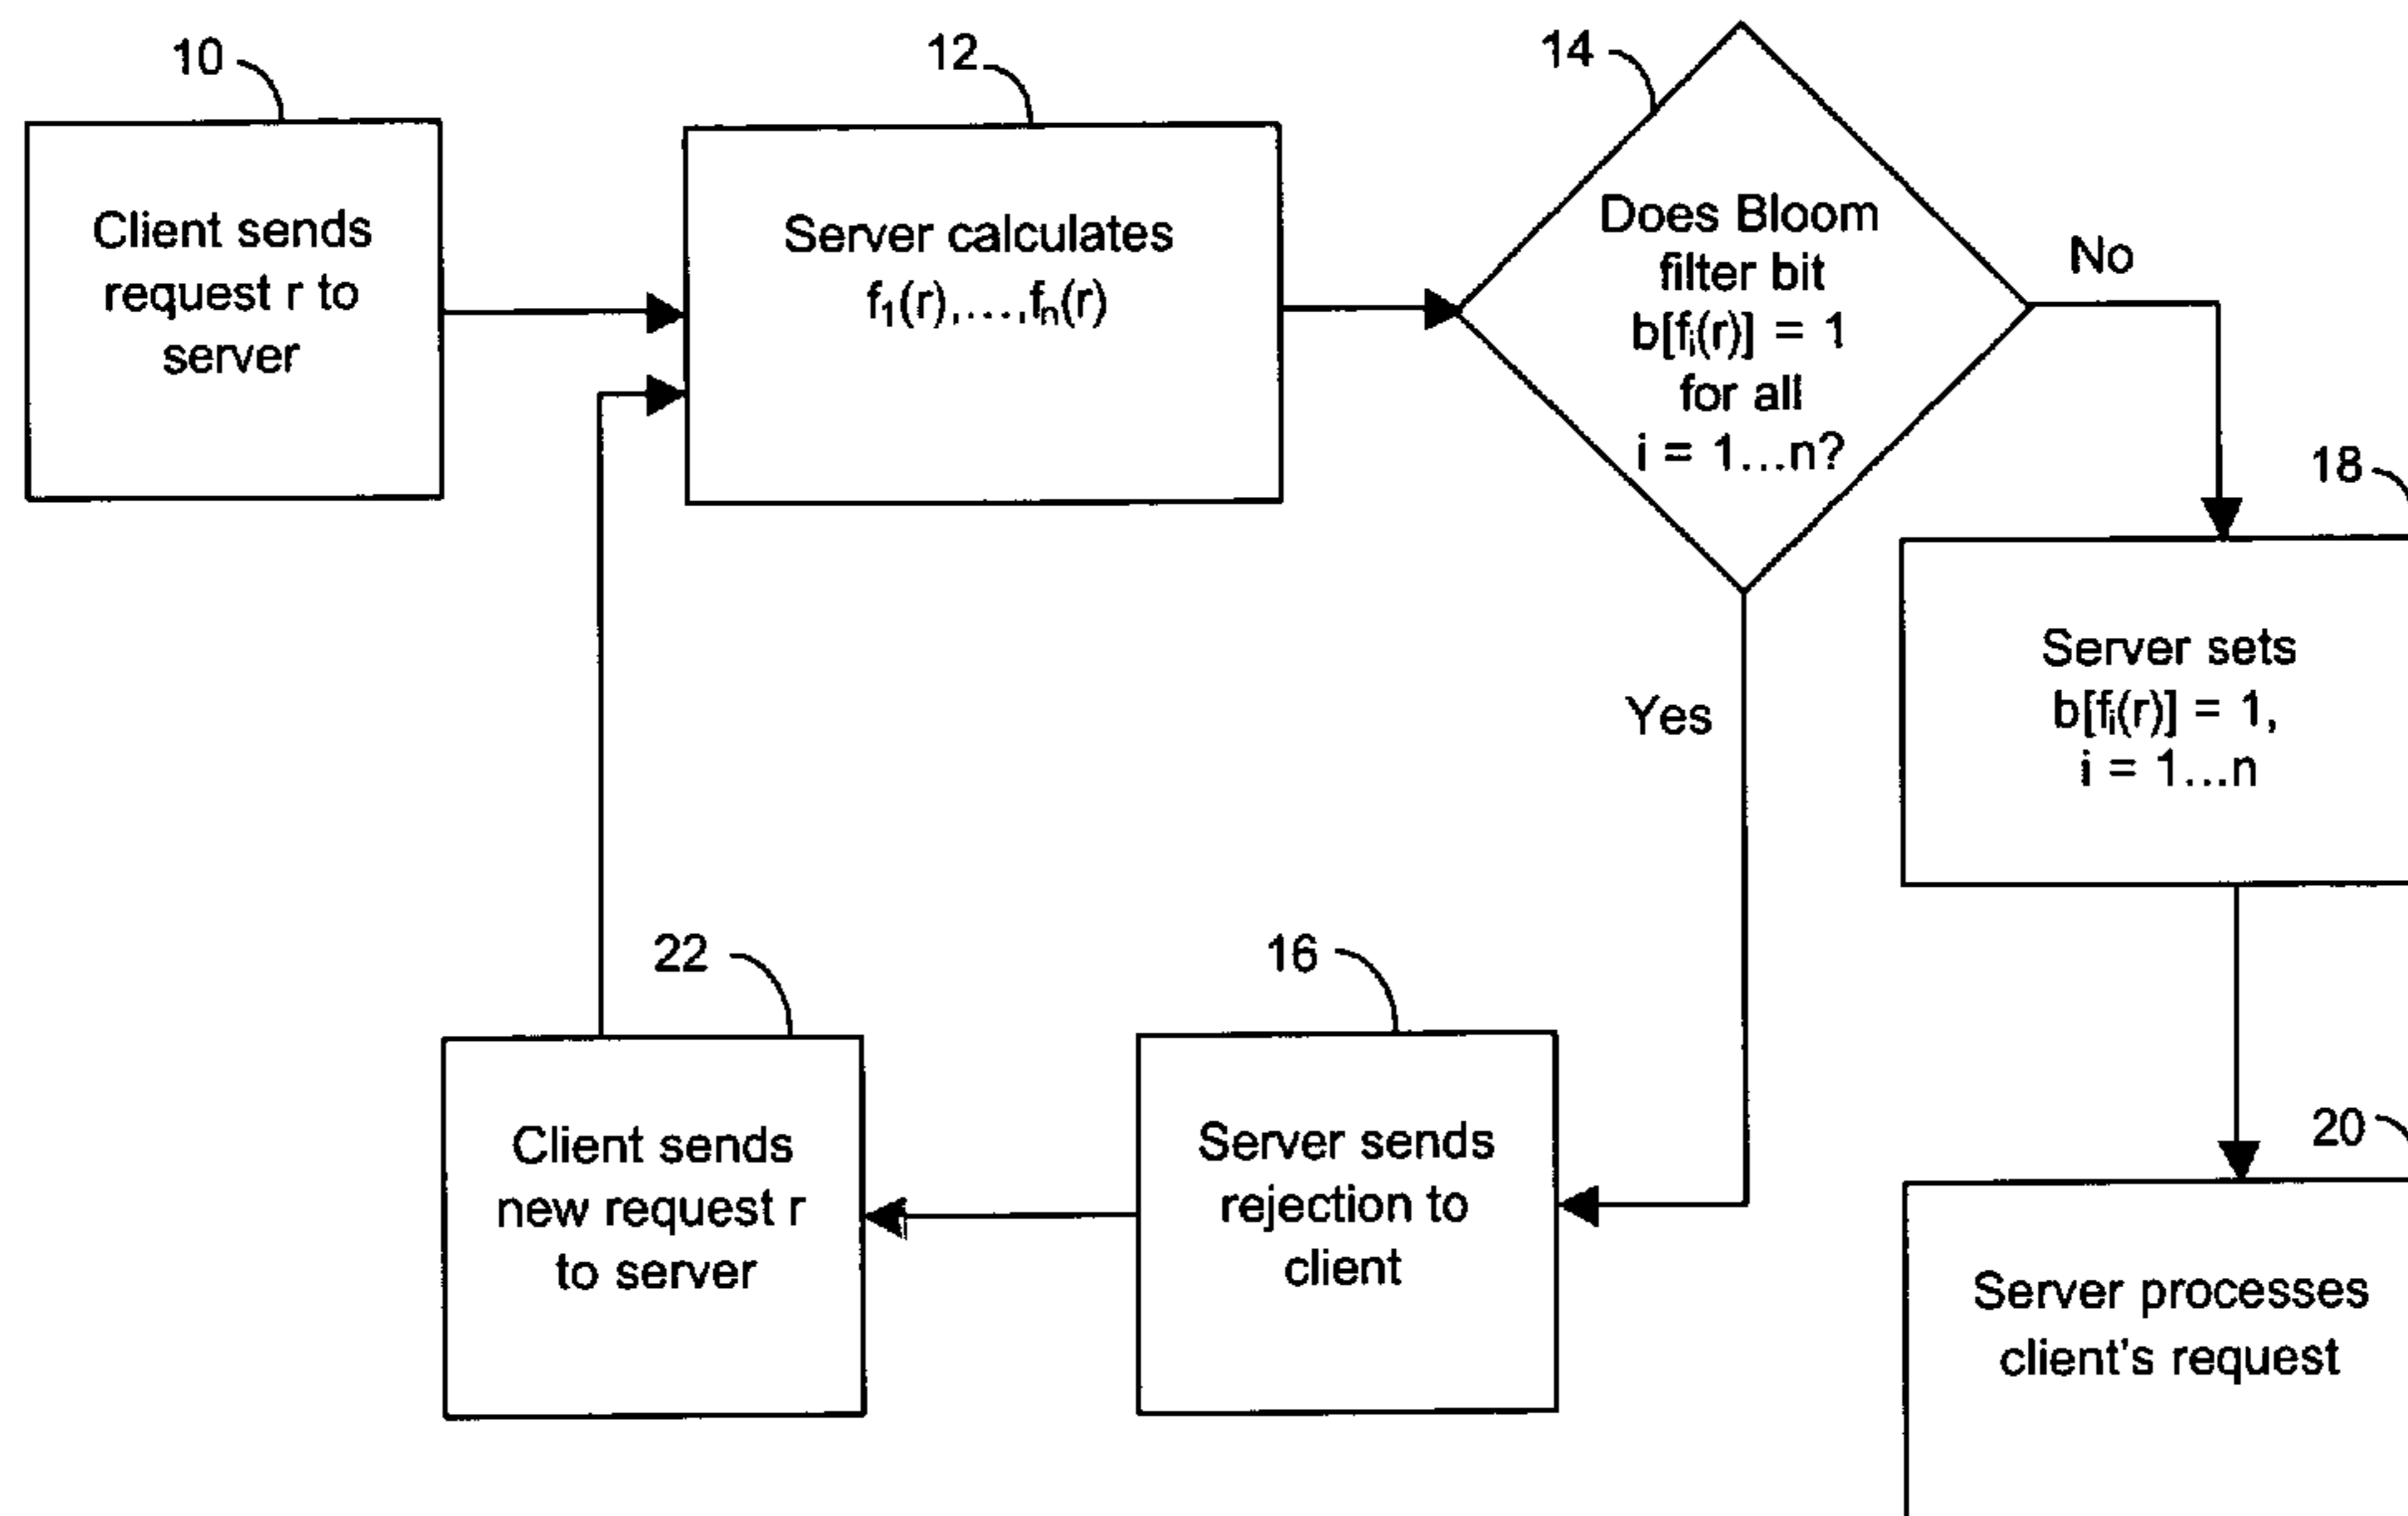 10
Client sends
request r to
server
12
Server calculates
f₁(r),...,fₙ(r)
14
Does Bloom
filter bit
b[fᵢ(r)] = 1
for all
i = 1...n?
No
Yes
18
Server sets
b[fᵢ(r)] = 1,
i = 1...n
22
Client sends
new request r
to server
16
Server sends
rejection to
client
20
Server processes
client's request